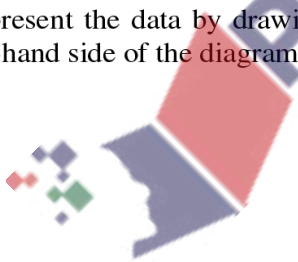 resent the data by drawi
hand side of the diagram